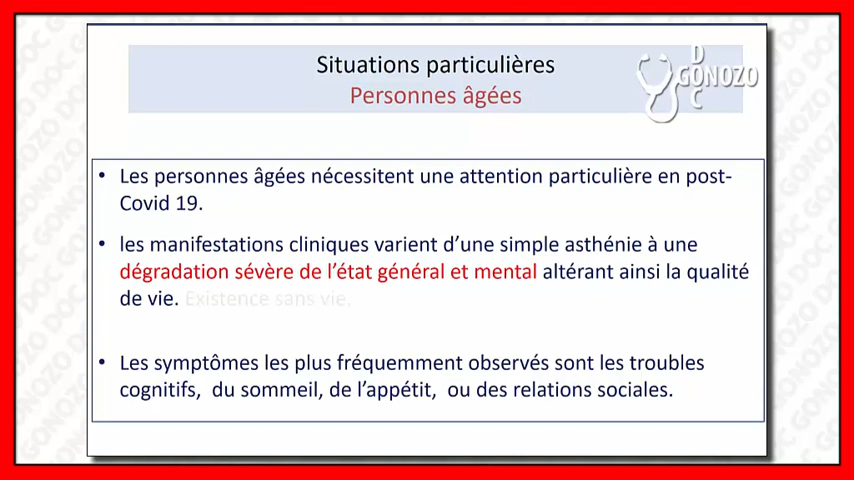 Situations particulières
Personnes âgées
DOC GONOZO
• Les personnes âgées nécessitent une attention particulière en post-
Covid 19.
• les manifestations cliniques varient d’une simple asthénie à une
dégradation sévère de l’état général et mental altérant ainsi la qualité
de vie. Existence sans vie.
• Les symptômes les plus fréquemment observés sont les troubles
cognitifs, du sommeil, de l’appétit, ou des relations sociales.